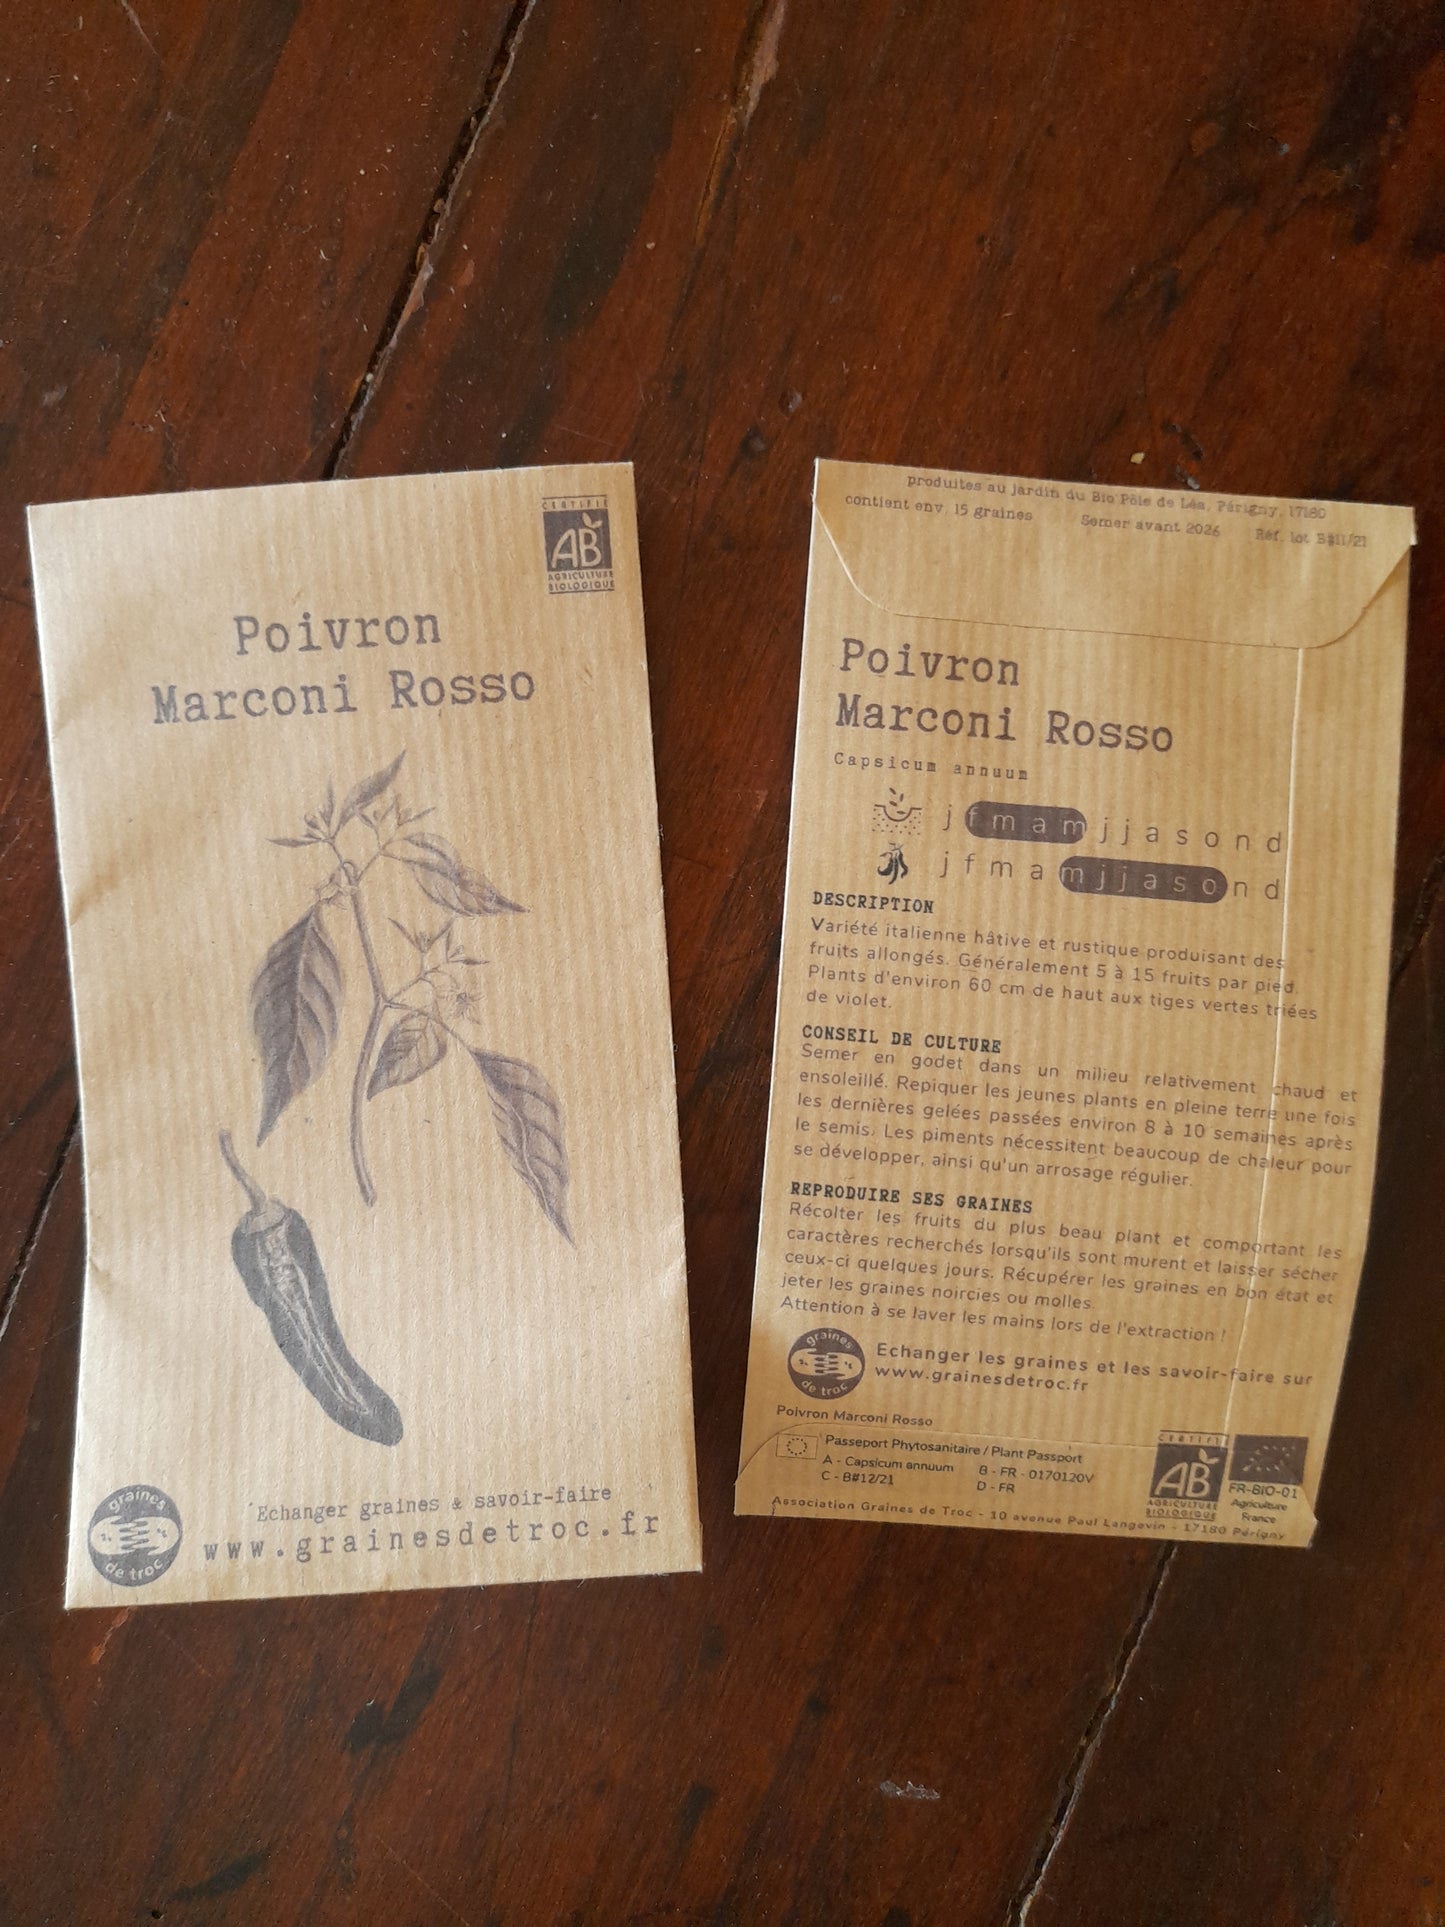 CERTIFIÉ
AB
AGRICULTURE
BIOLOGIQUE
Poivron
Marconi Rosso
Echanger graines & savoir-faire
www.grainesdetroc.fr
graines
de troc
produites au jardin du Bio Pôle de Léa, Périgny, 17180
contient env. 15 graines Semer avant 2026 Réf. lot B#11/21
Poivron
Marconi Rosso
Capsicum annuum
j f m a m j j a s o n d
j f m a m j j a s o n d
DESCRIPTION
Variété italienne hâtive et rustique produisant des
fruits allongés. Généralement 5 à 15 fruits par pied.
Plants d'environ 60 cm de haut aux tiges vertes triées
de violet.
CONSEIL DE CULTURE
Semer en godet dans un milieu relativement chaud et
ensoleillé. Repiquer les jeunes plants en pleine terre une fois
les dernières gelées passées environ 8 à 10 semaines après
le semis. Les piments nécessitent beaucoup de chaleur pour
se développer, ainsi qu'un arrosage régulier.
REPRODUIRE SES GRAINES
Récolter les fruits du plus beau plant et comportant les
caractères recherchés lorsqu'ils sont murent et laisser sécher
ceux-ci quelques jours. Récupérer les graines en bon état et
jeter les graines noircies ou molles.
Attention à se laver les mains lors de l'extraction !
graines
de troc
Echanger les graines et les savoir-faire sur
www.grainesdetroc.fr
Poivron Marconi Rosso
Passeport Phytosanitaire / Plant Passport
A - Capsicum annuum B - FR - 0170120V
C - B#12/21 D - FR
CERTIFIÉ
AB
AGRICULTURE
BIOLOGIQUE
FR-BIO-01
Agriculture
France
Association Graines de Troc - 10 avenue Paul Langevin - 17180 Périgny